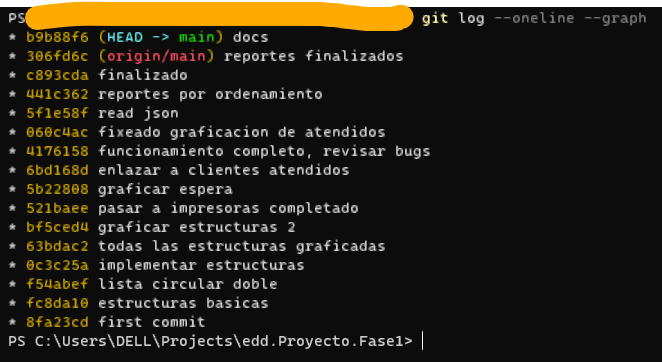 PS git log --oneline --graph
* b9b88f6 (HEAD -> main) docs
* 306fd6c (origin/main) reportes finalizados
* c893cda finalizado
* 441c362 reportes por ordenamiento
* 5f1e58f read json
* 060c4ac fixeado graficacion de atendidos
* 4176158 funcionamiento completo, revisar bugs
* 6bd168d enlazar a clientes atendidos
* 5b22808 graficar espera
* 521baee pasar a impresoras completado
* bf5ced4 graficar estructuras 2
* 63bdac2 todas las estructuras graficadas
* 0c3c25a implementar estructuras
* f54abef lista circular doble
* fc8da10 estructuras basicas
* 8fa23cd first commit
PS C:\Users\DELL\Projects\edd.Proyecto.Fase1>